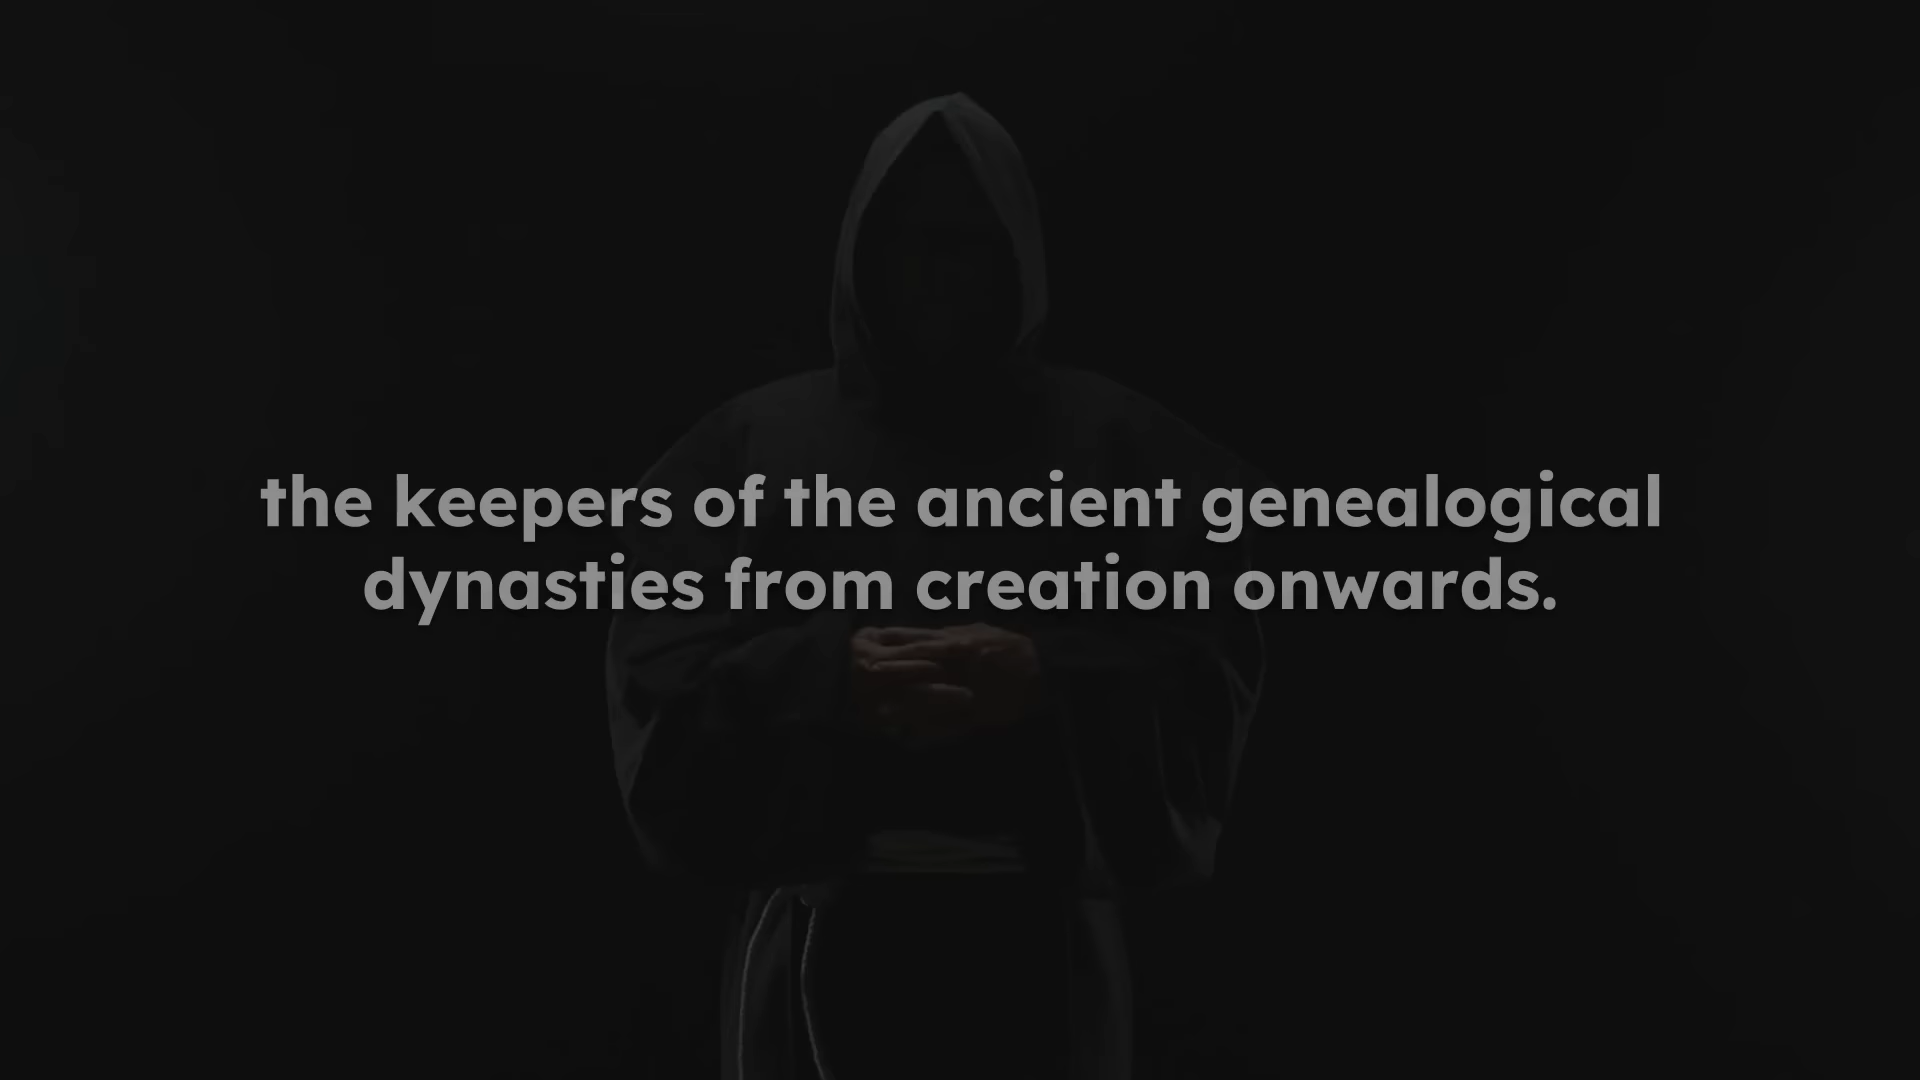 the keepers of the ancient genealogical
dynasties from creation onwards.